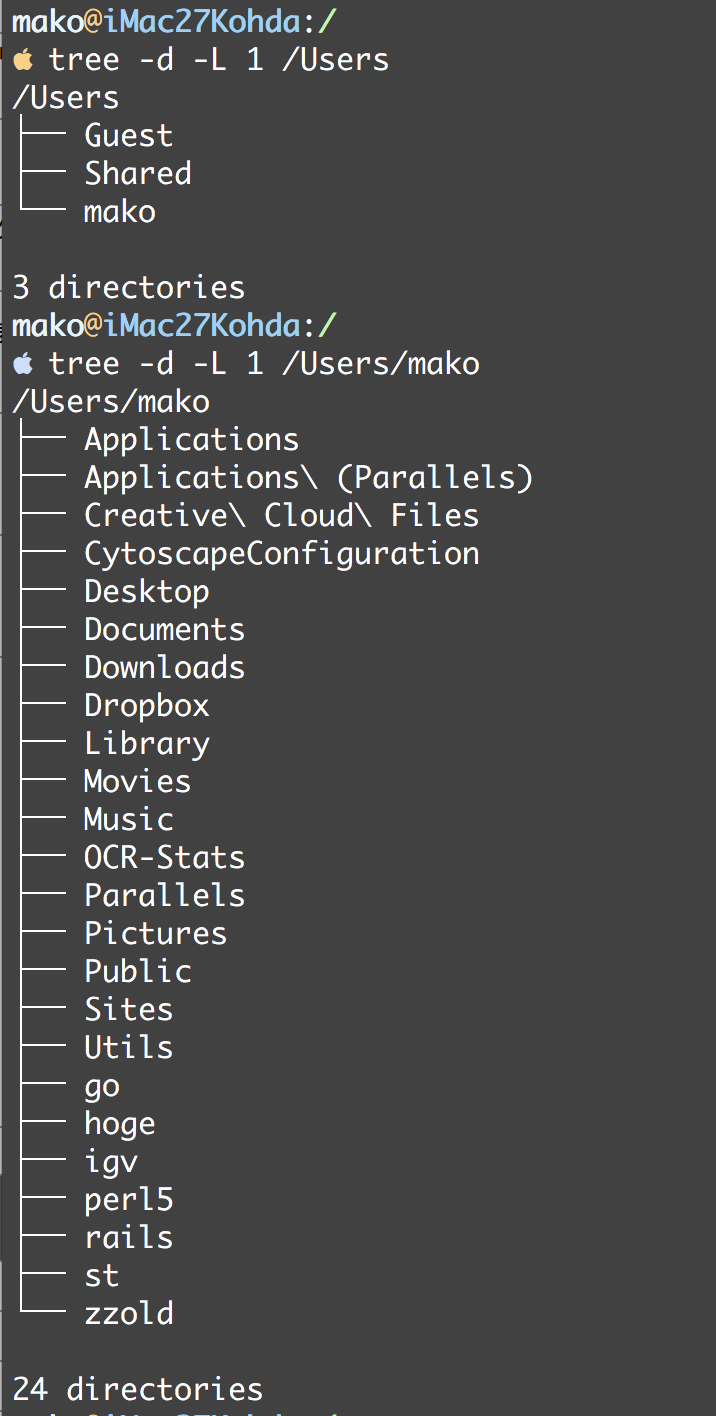 mako@iMac27Kohda:/
tree -d -L 1 /Users
/Users
├── Guest
├── Shared
└── mako
3 directories
mako@iMac27Kohda:/
tree -d -L 1 /Users/mako
/Users/mako
├── Applications
├── Applications\ (Parallels)
├── Creative\ Cloud\ Files
├── CytoscapeConfiguration
├── Desktop
├── Documents
├── Downloads
├── Dropbox
├── Library
├── Movies
├── Music
├── OCR-Stats
├── Parallels
├── Pictures
├── Public
├── Sites
├── Utils
├── go
├── hoge
├── igv
├── perl5
├── rails
├── st
└── zzold
24 directories